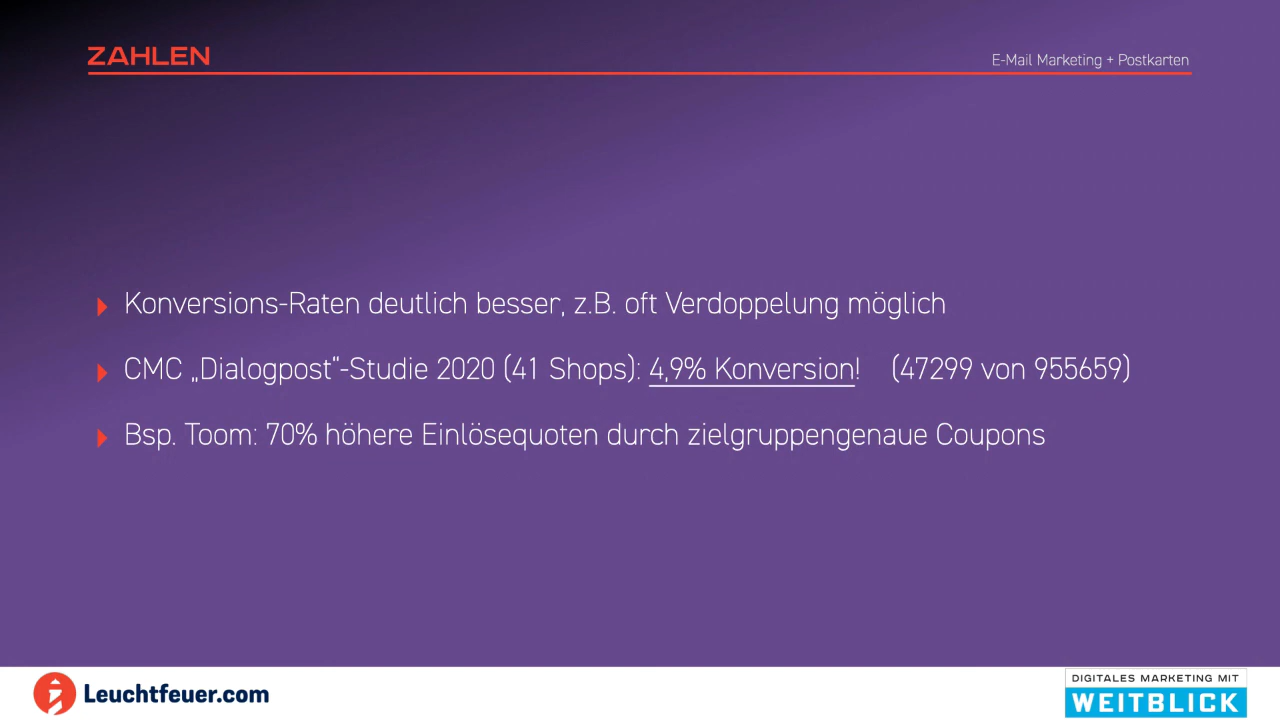 ZAHLEN
E-Mail Marketing + Postkarten
Konversions-Raten deutlich besser, z.B. oft Verdoppelung möglich
CMC „Dialogpost“-Studie 2020 (41 Shops): 4,9% Konversion! (47299 von 955659)
Bsp. Toom: 70% höhere Einlösequoten durch zielgruppengenaue Coupons
Leuchtfeuer.com
DIGITALES MARKETING MIT
WEITBLICK